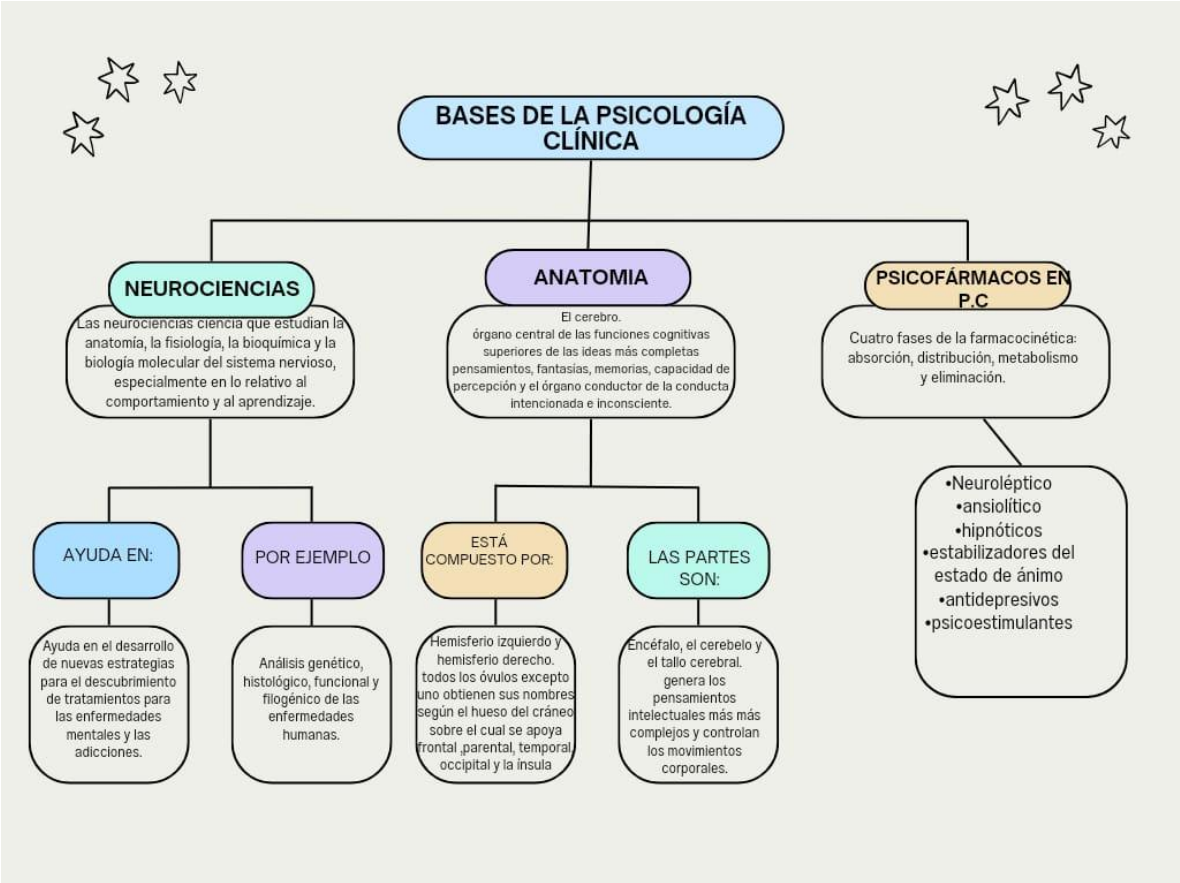 BASES DE LA PSICOLOGÍA
CLÍNICA
NEUROCIENCIAS
Las neurociencias ciencia que estudian la
anatomía, la fisiología, la bioquímica y la
biología molecular del sistema nervioso,
especialmente en lo relativo al
comportamiento y al aprendizaje.
ANATOMIA
El cerebro.
órgano central de las funciones cognitivas
superiores de las ideas más completas
pensamientos, fantasías, memorias, capacidad de
percepción y el órgano conductor de la conducta
intencionada e inconsciente.
PSICOFÁRMACOS EN
P.C
Cuatro fases de la farmacocinética:
absorción, distribución, metabolismo
y eliminación.
•Neuroléptico
•ansiolítico
•hipnóticos
•estabilizadores del
estado de ánimo
•antidepresivos
•psicoestimulantes
AYUDA EN:
Ayuda en el desarrollo
de nuevas estrategias
para el descubrimiento
de tratamientos para
las enfermedades
mentales y las
adicciones.
POR EJEMPLO
Análisis genético,
histológico, funcional y
filogénico de las
enfermedades
humanas.
ESTÁ
COMPUESTO POR:
Hemisferio izquierdo y
hemisferio derecho.
todos los óvulos excepto
uno obtienen sus nombres
según el hueso del cráneo
sobre el cual se apoya
frontal ,parental, temporal,
occipital y la ínsula
LAS PARTES
SON:
Encéfalo, el cerebelo y
el tallo cerebral.
genera los
pensamientos
intelectuales más más
complejos y controlan
los movimientos
corporales.